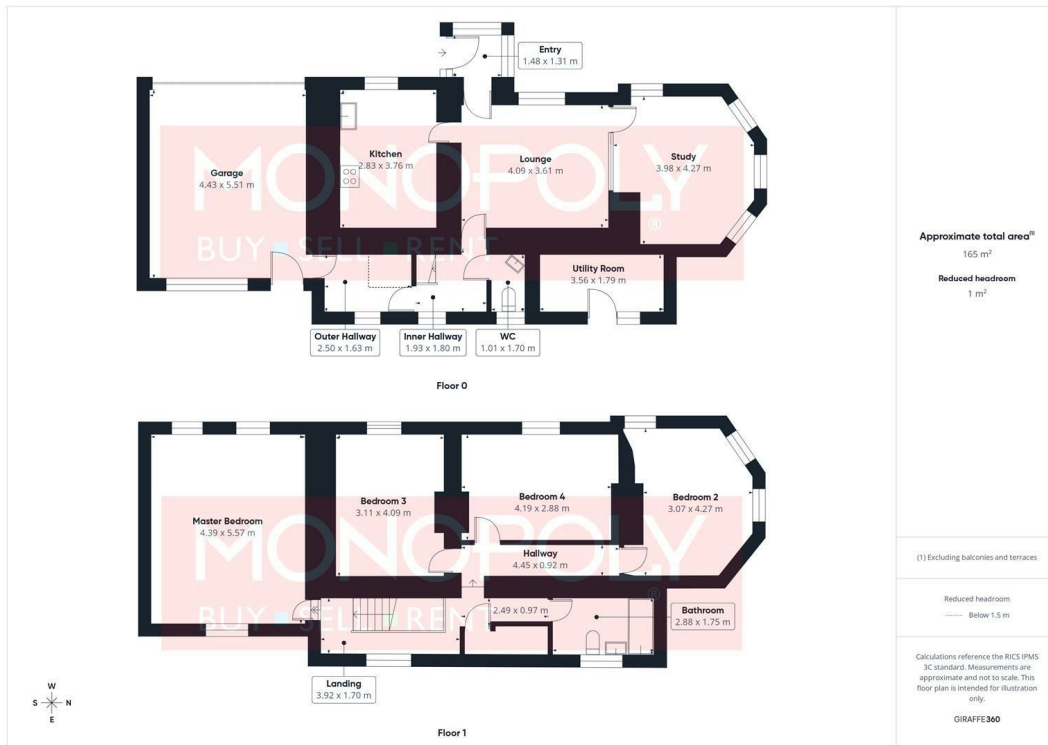 Entry
1.48 x 1.31 m
Kitchen
2.83 x 3.76 m
Lounge
4.09 x 3.61 m
Study
3.98 x 4.27 m
Garage
4.43 x 5.51 m
MONOPOLY
®
BUY SELL RENT
Utility Room
3.56 x 1.79 m
Outer Hallway
2.50 x 1.63 m
Inner Hallway
1.93 x 1.80 m
WC
1.01 x 1.70 m
Floor 0
Master Bedroom
4.39 x 5.57 m
Bedroom 3
3.11 x 4.09 m
Bedroom 4
4.19 x 2.88 m
Bedroom 2
3.07 x 4.27 m
MONOPOLY
®
BUY SELL RENT
Hallway
4.45 x 0.92 m
2.49 x 0.97 m
Bathroom
2.88 x 1.75 m
Landing
3.92 x 1.70 m
W
S N
E
Floor 1
Approximate total area(1)
165 m²
Reduced headroom
1 m²
(1) Excluding balconies and terraces
Reduced headroom
Below 1.5 m
Calculations reference the RICS IPMS
3C standard. Measurements are
approximate and not to scale. This
floor plan is intended for illustration
only.
GIRAFFE360